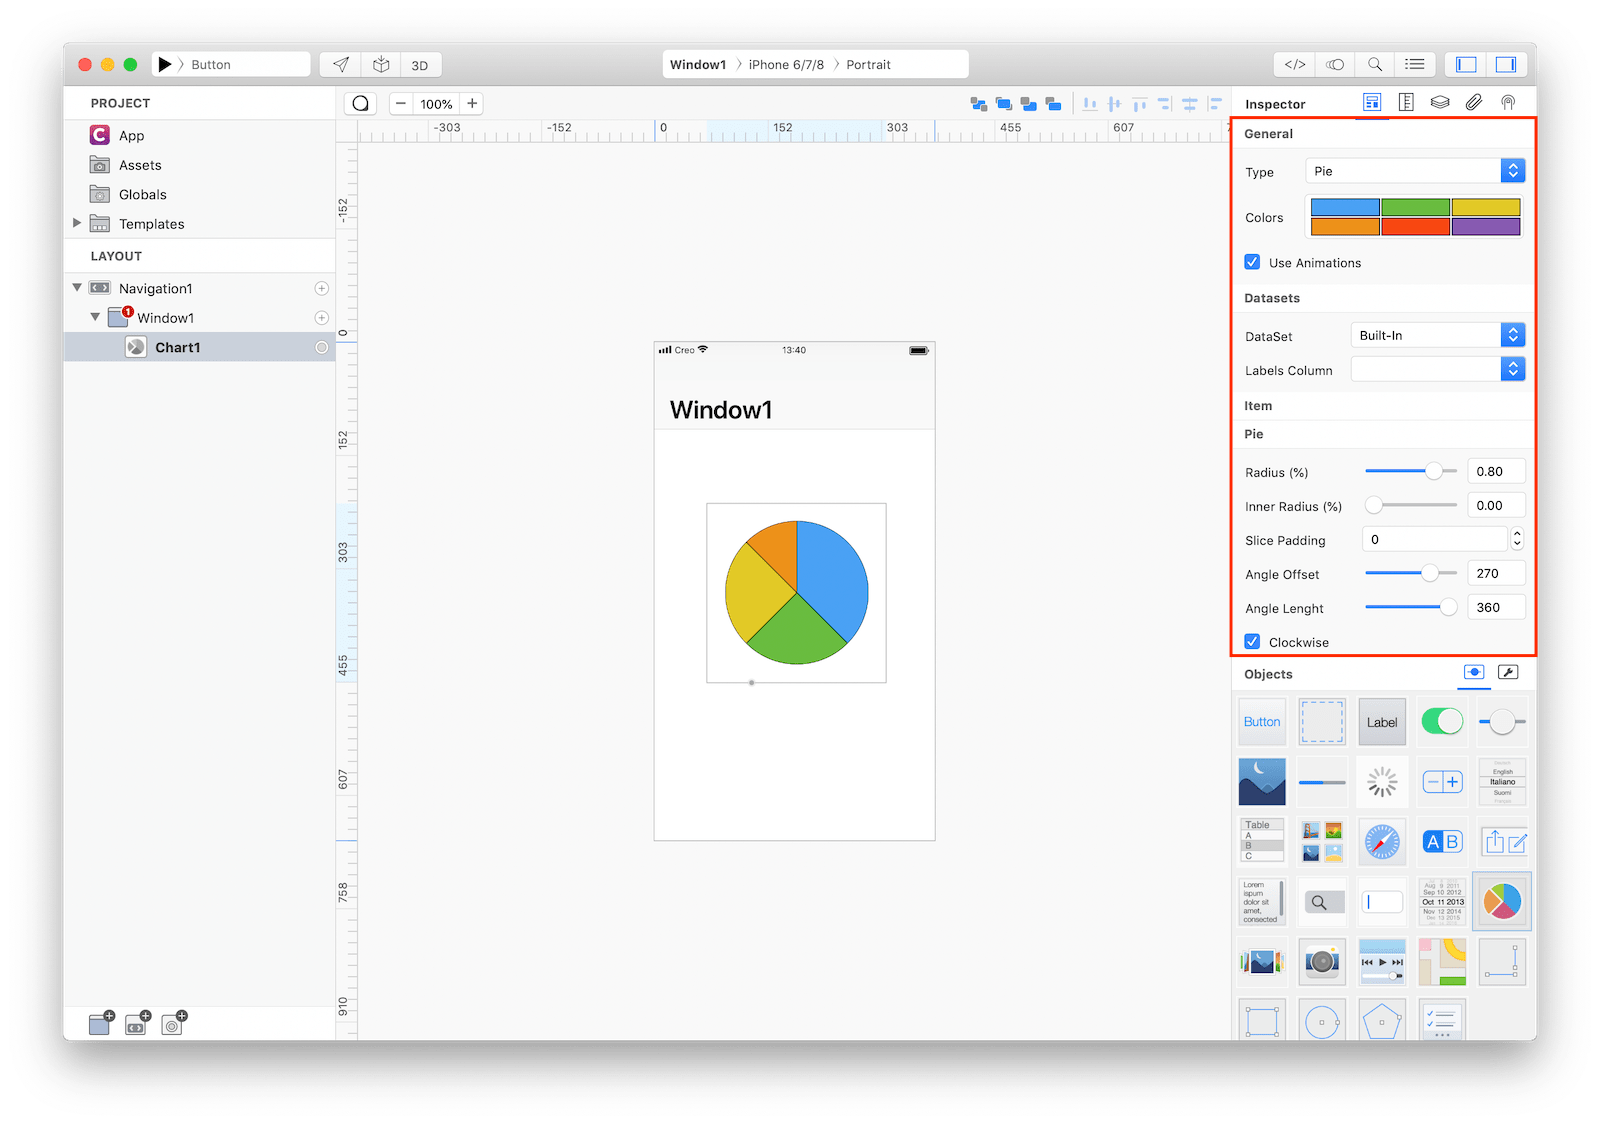 Button
3D
Window1 iPhone 6/7/8 Portrait
</>
PROJECT
100%
Inspector
App
Assets
Globals
Templates
LAYOUT
Navigation1
1
Window1
Chart1
-303 -152 0 152 303 455 607
-152
0
152
303
455
607
758
910
Creo 13:40
Window1
General
Type Pie
Colors
Use Animations
Datasets
DataSet Built-In
Labels Column
Item
Pie
Radius (%) 0.80
Inner Radius (%) 0.00
Slice Padding 0
Angle Offset 270
Angle Lenght 360
Clockwise
Objects
Button
Label
English
Italiano
Suomi
Table
A
B
C
A B
Lorem
ispum
dolor sit
amet,
consected
Aug 9 2011
Sep 10 2012
Oct 11 2013
Nov 12 2014
Dec 13 2015